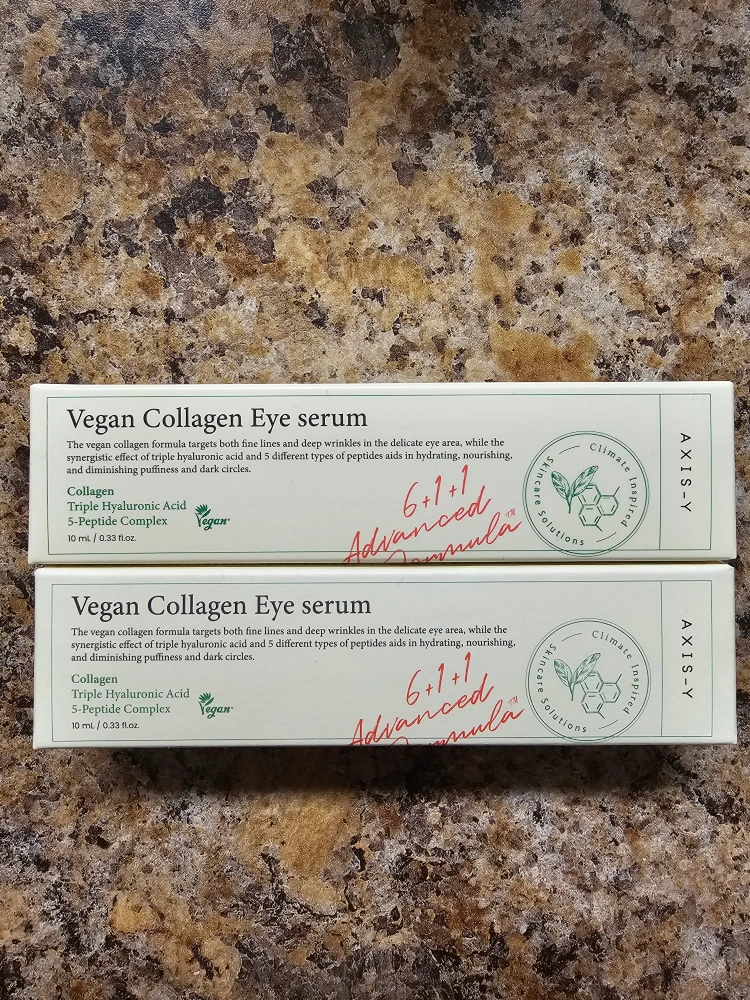 Vegan Collagen Eye serum
The vegan collagen formula targets both fine lines and deep wrinkles in the delicate eye area, while the
synergistic effect of triple hyaluronic acid and 5 different types of peptides aids in hydrating, nourishing,
and diminishing puffiness and dark circles.
Collagen
Triple Hyaluronic Acid
5-Peptide Complex
Vegan
10 mL / 0.33 fl.oz.
6+1+1
Advanced
Formula™
Climate Inspired
Skincare Solutions
AXIS-Y
Vegan Collagen Eye serum
The vegan collagen formula targets both fine lines and deep wrinkles in the delicate eye area, while the
synergistic effect of triple hyaluronic acid and 5 different types of peptides aids in hydrating, nourishing,
and diminishing puffiness and dark circles.
Collagen
Triple Hyaluronic Acid
5-Peptide Complex
Vegan
10 mL / 0.33 fl.oz.
6+1+1
Advanced
Formula™
Climate Inspired
Skincare Solutions
AXIS-Y